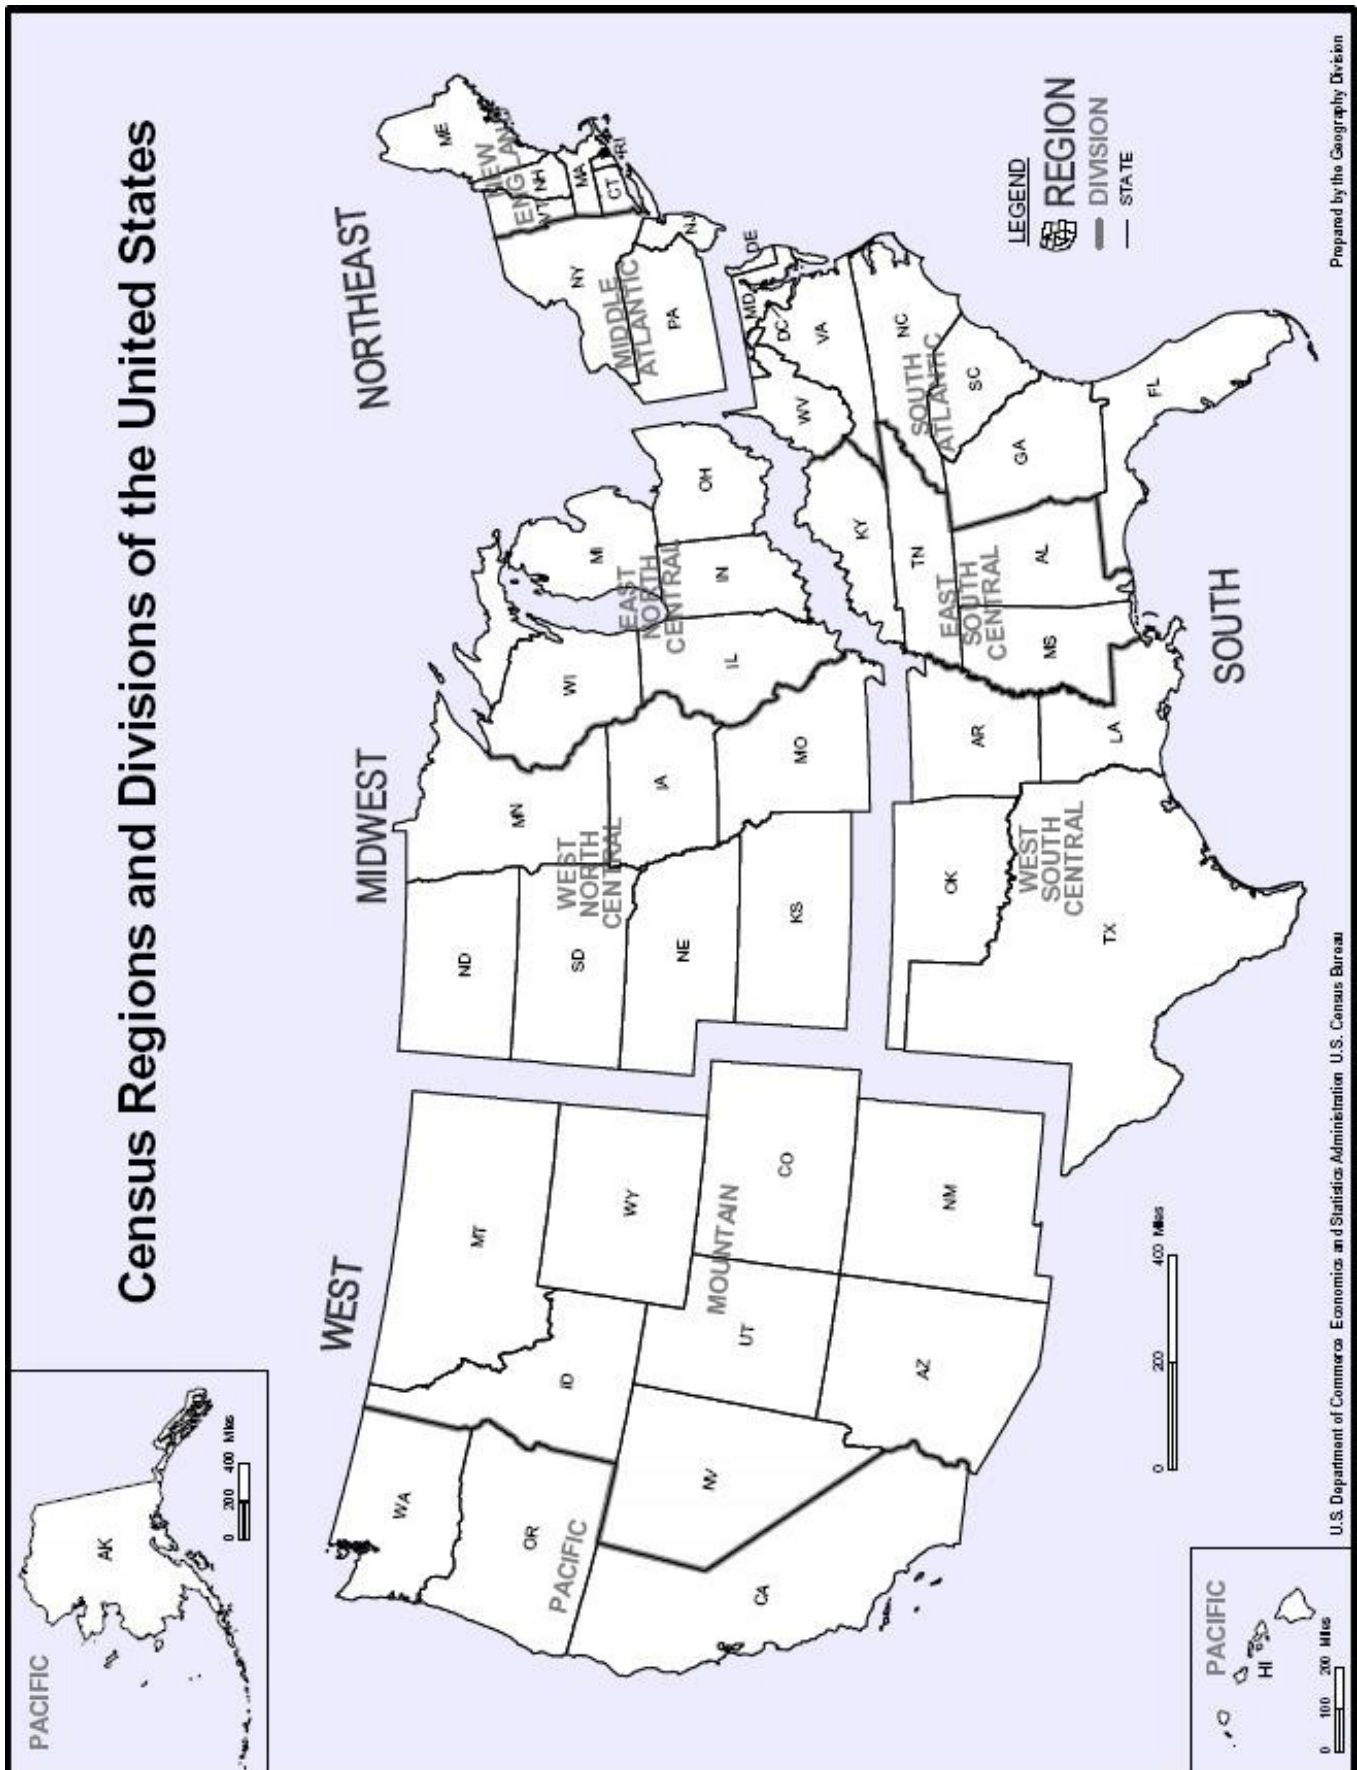 Census Regions and Divisions of the United States
PACIFIC
AK
0 200 400 Miles
WEST
MIDWEST
NORTHEAST
WA
MT
ND
MN
ME
OR
ID
WY
SD
WI
MI
NY
VT
NH
NEW
ENGLAND
MA
CT
RI
PACIFIC
WEST
NORTH
CENTRAL
EAST
NORTH
CENTRAL
MIDDLE
ATLANTIC
NV
UT
MOUNTAIN
CO
NE
IA
IL
IN
OH
PA
NJ
CA
KS
MO
KY
WV
MD
DE
DC
VA
AZ
NM
OK
AR
TN
NC
SOUTH
ATLANTIC
EAST
SOUTH
CENTRAL
SC
WEST
SOUTH
CENTRAL
TX
LA
MS
AL
GA
FL
SOUTH
LEGEND
REGION
DIVISION
STATE
0 200 400 Miles
PACIFIC
HI
0 100 200 Miles
U.S. Department of Commerce Economics and Statistics Administration U.S. Census Bureau
Prepared by the Geography Division